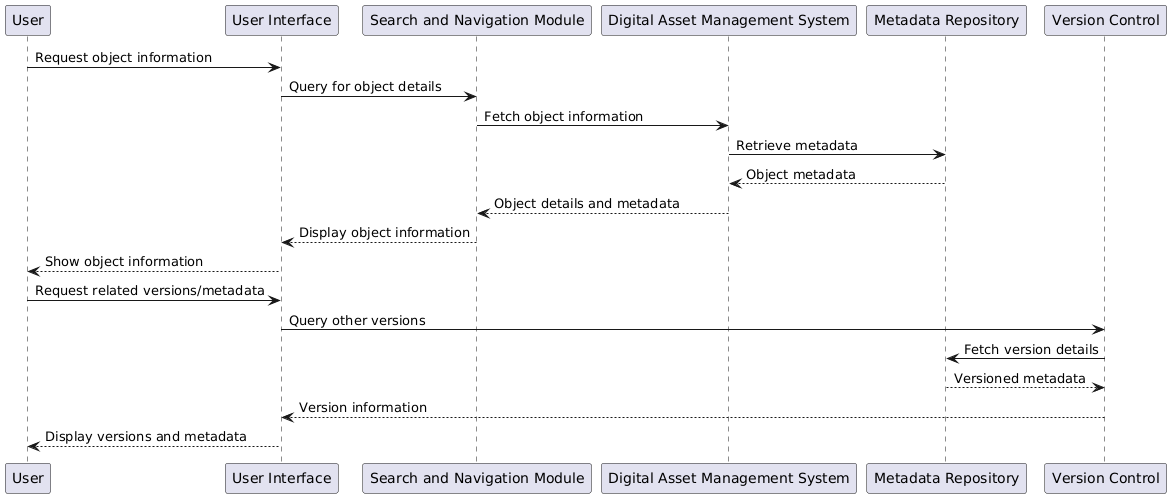 User
User Interface
Search and Navigation Module
Digital Asset Management System
Metadata Repository
Version Control
Request object information
Query for object details
Fetch object information
Retrieve metadata
Object metadata
Object details and metadata
Display object information
Show object information
Request related versions/metadata
Query other versions
Fetch version details
Versioned metadata
Version information
Display versions and metadata
User
User Interface
Search and Navigation Module
Digital Asset Management System
Metadata Repository
Version Control